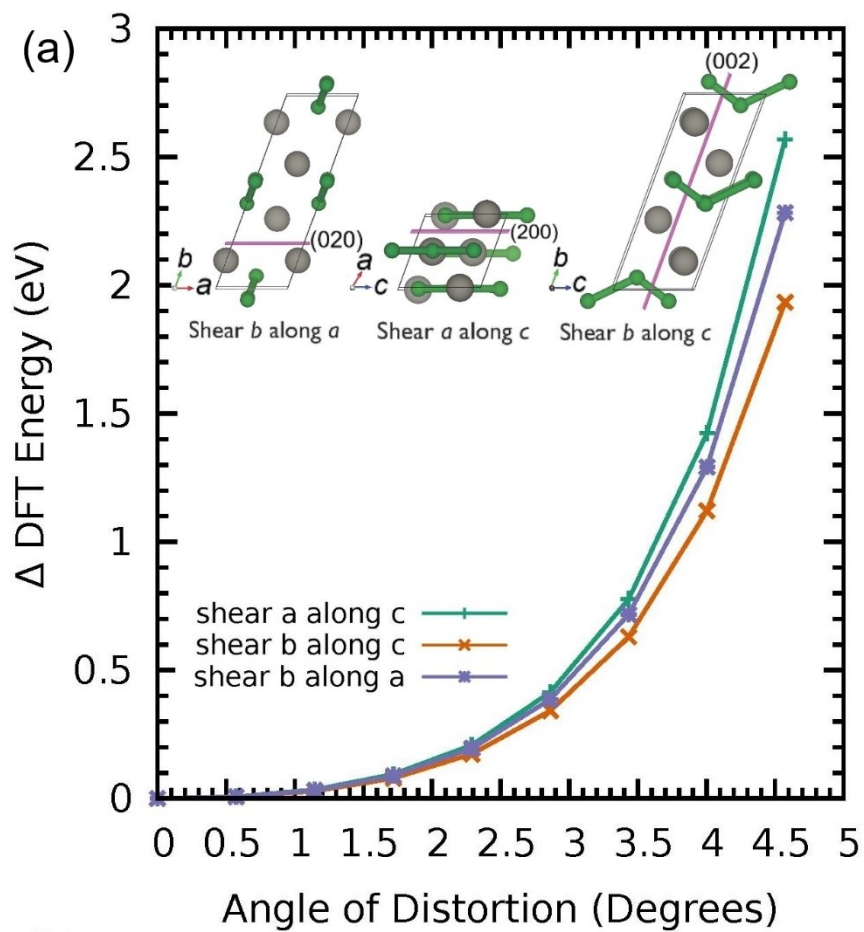 (a)
3
2.5
2
1.5
1
0.5
0
Δ DFT Energy (eV)
(020)
(200)
(002)
b
a
a
c
b
c
Shear b along a
Shear a along c
Shear b along c
shear a along c
shear b along c
shear b along a
0 0.5 1 1.5 2 2.5 3 3.5 4 4.5 5
Angle of Distortion (Degrees)